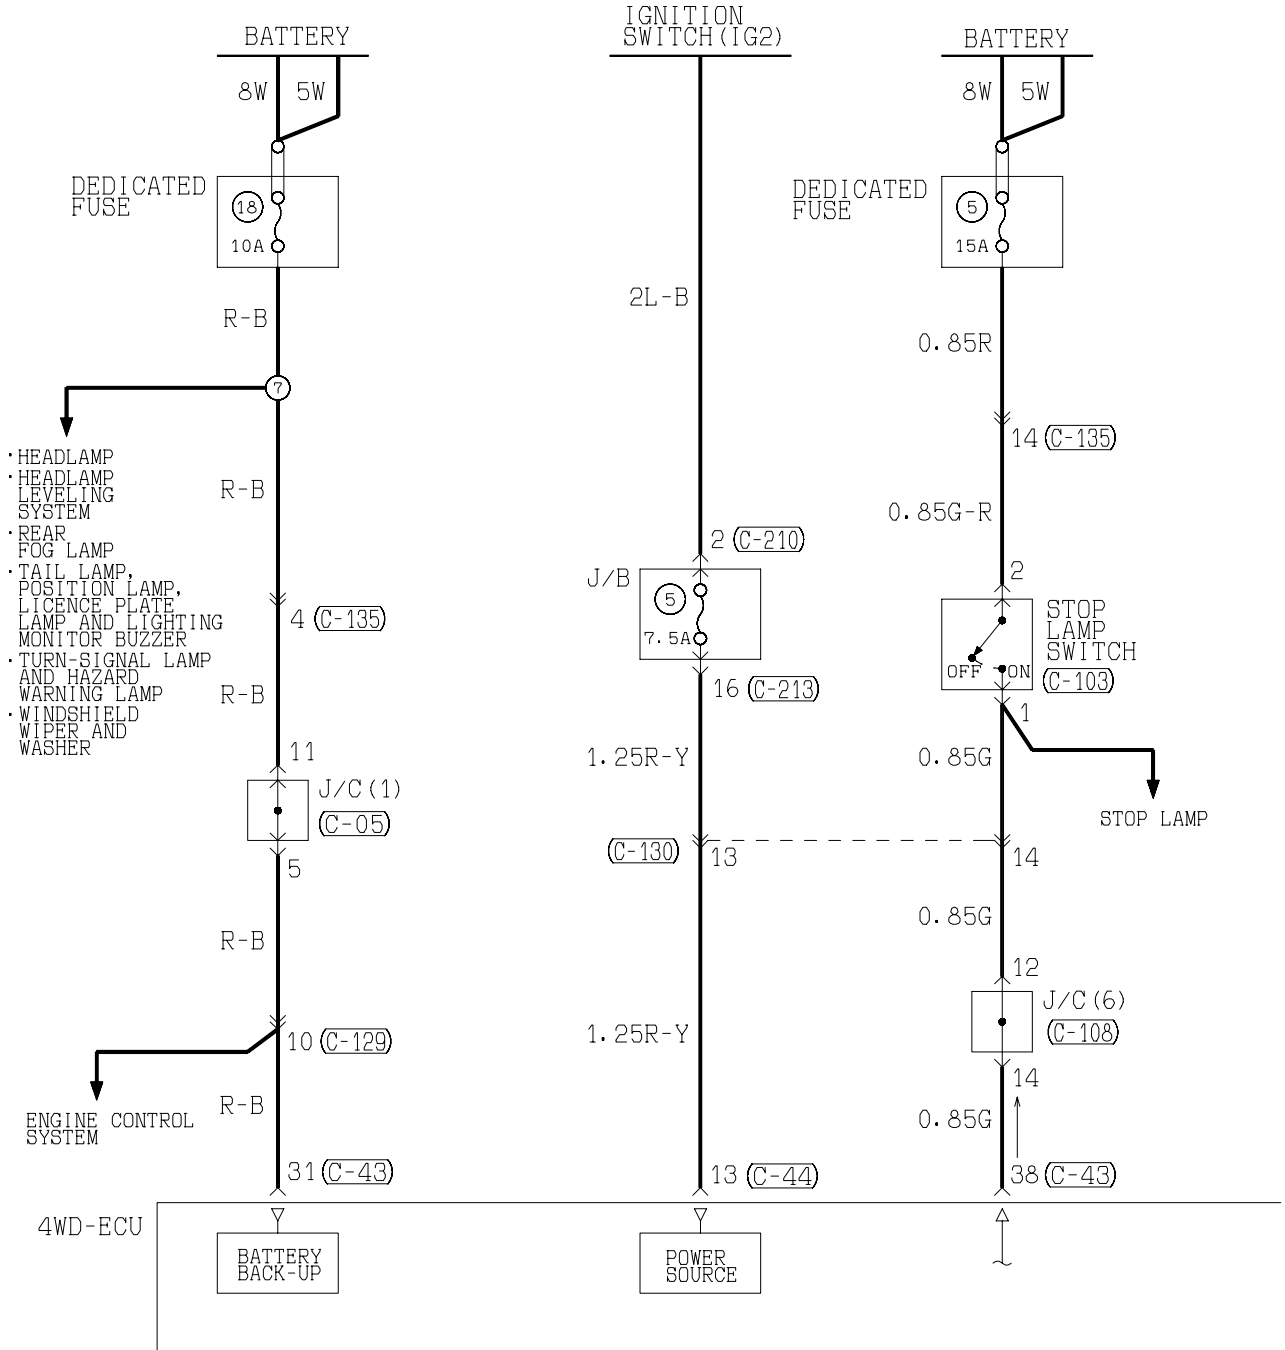 BATTERY
IGNITION
SWITCH(IG2)
BATTERY
8W
5W
8W
5W
DEDICATED
FUSE
18
10A
DEDICATED
FUSE
5
15A
R-B
2L-B
0.85R
7
14
C-135
·HEADLAMP
·HEADLAMP
LEVELING
SYSTEM
·REAR
FOG LAMP
·TAIL LAMP,
POSITION LAMP,
LICENCE PLATE
LAMP AND LIGHTING
MONITOR BUZZER
·TURN-SIGNAL LAMP
AND HAZARD
WARNING LAMP
·WINDSHIELD
WIPER AND
WASHER
R-B
0.85G-R
2
C-210
J/B
5
7.5A
2
STOP
LAMP
SWITCH
OFF
ON
C-103
4
C-135
R-B
16
C-213
1
11
J/C(1)
C-05
1.25R-Y
0.85G
STOP LAMP
5
C-130
13
14
R-B
0.85G
12
J/C(6)
C-108
10
C-129
1.25R-Y
14
ENGINE CONTROL
SYSTEM
R-B
0.85G
31
C-43
13
C-44
38
C-43
4WD-ECU
BATTERY
BACK-UP
POWER
SOURCE